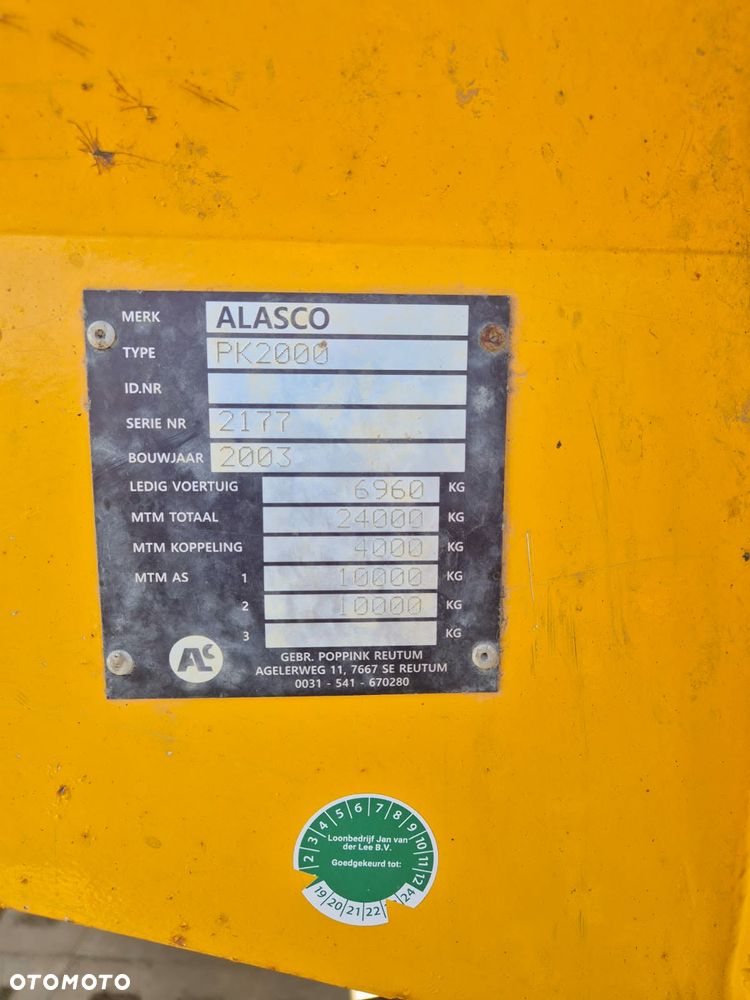 MERK ALASCO
TYPE PK2000
ID.NR
SERIE NR 2177
BOUWJAAR 2003
LEDIG VOERTUIG 6960 KG
MTM TOTAAL 24000 KG
MTM KOPPELING 4000 KG
MTM AS 1 10000 KG
2 10000 KG
3 KG
ALC
GEBR. POPPINK REUTUM
AGELERWEG 11, 7667 SE REUTUM
0031 - 541 - 670280
2 3 4 5 6 7 8 9 10 11 12
Loonbedrijf Jan van
der Lee B.V.
Goedgekeurd tot:
19 20 21 22 24
OTOMOTO